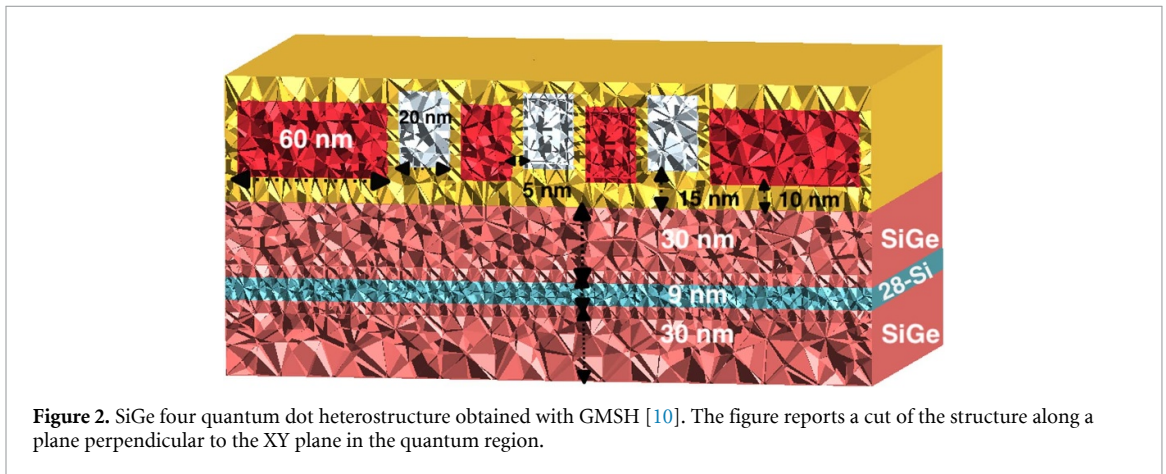 20 nm
60 nm
5 nm
15 nm
10 nm
30 nm
SiGe
28-Si
9 nm
30 nm
SiGe
Figure 2. SiGe four quantum dot heterostructure obtained with GMSH [10]. The figure reports a cut of the structure along a
plane perpendicular to the XY plane in the quantum region.